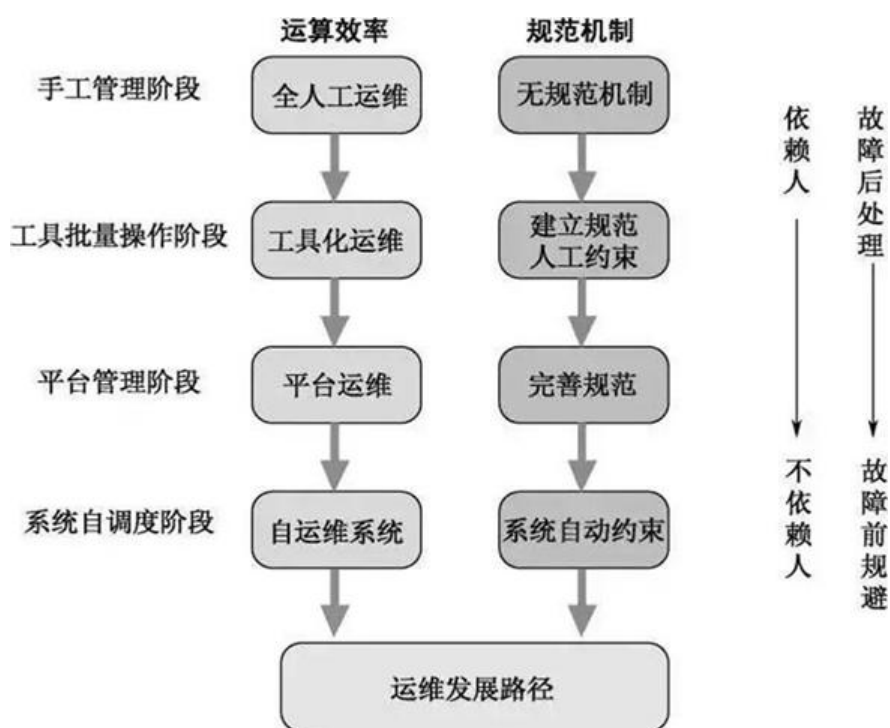 运算效率
规范机制
手工管理阶段
全人工运维
无规范机制
工具批量操作阶段
工具化运维
建立规范
人工约束
平台管理阶段
平台运维
完善规范
系统自调度阶段
自运维系统
系统自动约束
运维发展路径
依赖人
不依赖人
故障后处理
故障前规避